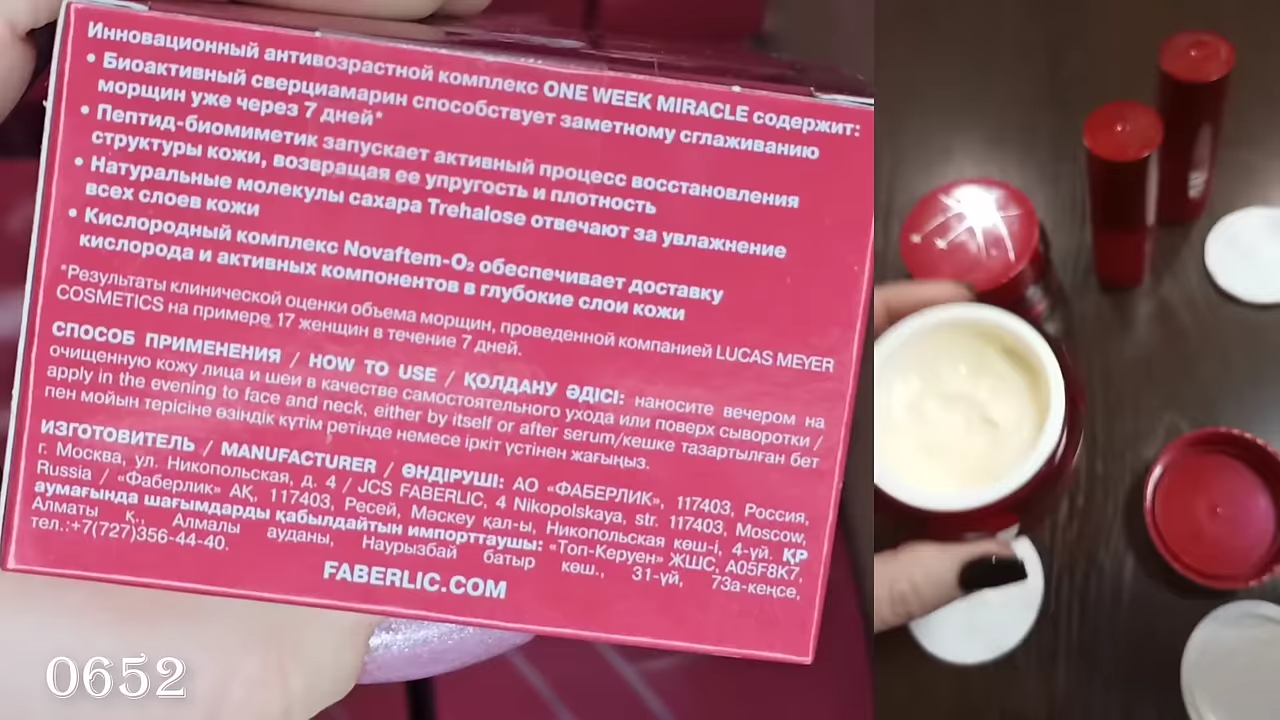 Инновационный антивозрастной комплекс ONE WEEK MIRACLE содержит:
• Биоактивный сверциамарин способствует заметному сглаживанию
морщин уже через 7 дней*
• Пептид-биомиметик запускает активный процесс восстановления
структуры кожи, возвращая ее упругость и плотность
• Натуральные молекулы сахара Trehalose отвечают за увлажнение
всех слоев кожи
• Кислородный комплекс Novaftem-O₂ обеспечивает доставку
кислорода и активных компонентов в глубокие слои кожи
*Результаты клинической оценки объема морщин, проведенной компанией LUCAS MEYER
COSMETICS на примере 17 женщин в течение 7 дней.
СПОСОБ ПРИМЕНЕНИЯ / HOW TO USE / ҚОЛДАНУ ӘДІСІ: наносите вечером на
очищенную кожу лица и шеи в качестве самостоятельного ухода или поверх сыворотки /
apply in the evening to face and neck, either by itself or after serum/кешке тазартылған бет
пен мойын терісіне өзіндік күтім ретінде немесе іркіт үстінен жағыңыз.
ИЗГОТОВИТЕЛЬ / MANUFACTURER / ӨНДІРУШІ: АО «ФАБЕРЛИК», 117403, Россия,
г. Москва, ул. Никопольская, д. 4 / JCS FABERLIC, 4 Nikopolskaya, str. 117403, Moscow,
Russia / «Фаберлик» АҚ, 117403, Ресей, Мәскеу қал-ы, Никопольская көш-і, 4-үй. ҚР
аумағында шағымдарды қабылдайтын импорттаушы: «Топ-Керуен» ЖШС, A05F8K7,
Алматы қ., Алмалы ауданы, Наурызбай батыр көш., 31-үй, 73а-кеңсе,
тел.:+7(727)356-44-40.
FABERLIC.COM
0652